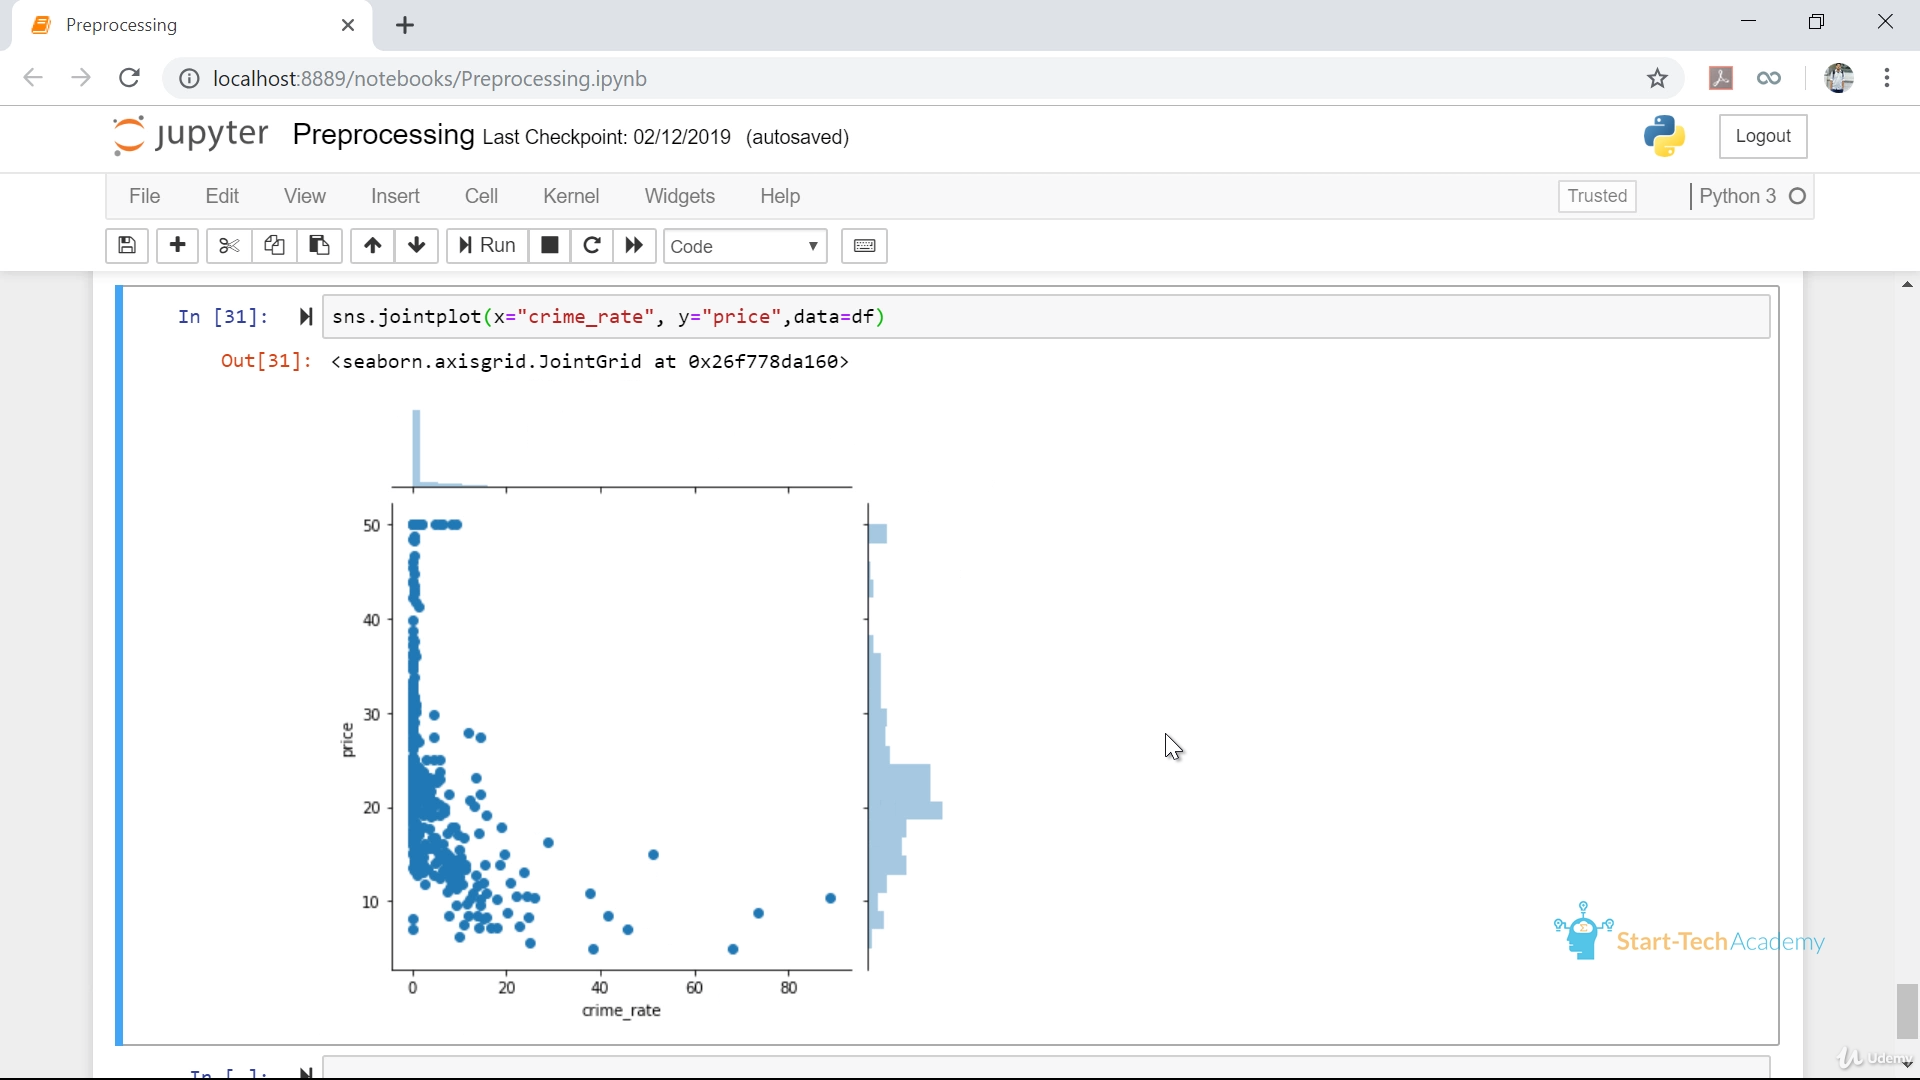 Preprocessing
localhost:8889/notebooks/Preprocessing.ipynb
jupyter Preprocessing Last Checkpoint: 02/12/2019 (autosaved) Logout
File Edit View Insert Cell Kernel Widgets Help Trusted Python 3
Run Code
In [31]: sns.jointplot(x="crime_rate", y="price",data=df)
Out[31]: <seaborn.axisgrid.JointGrid at 0x26f778da160>
50
40
30
price
20
10
0 20 40 60 80
crime_rate
Start-TechAcademy
Udemy
In [ ]: